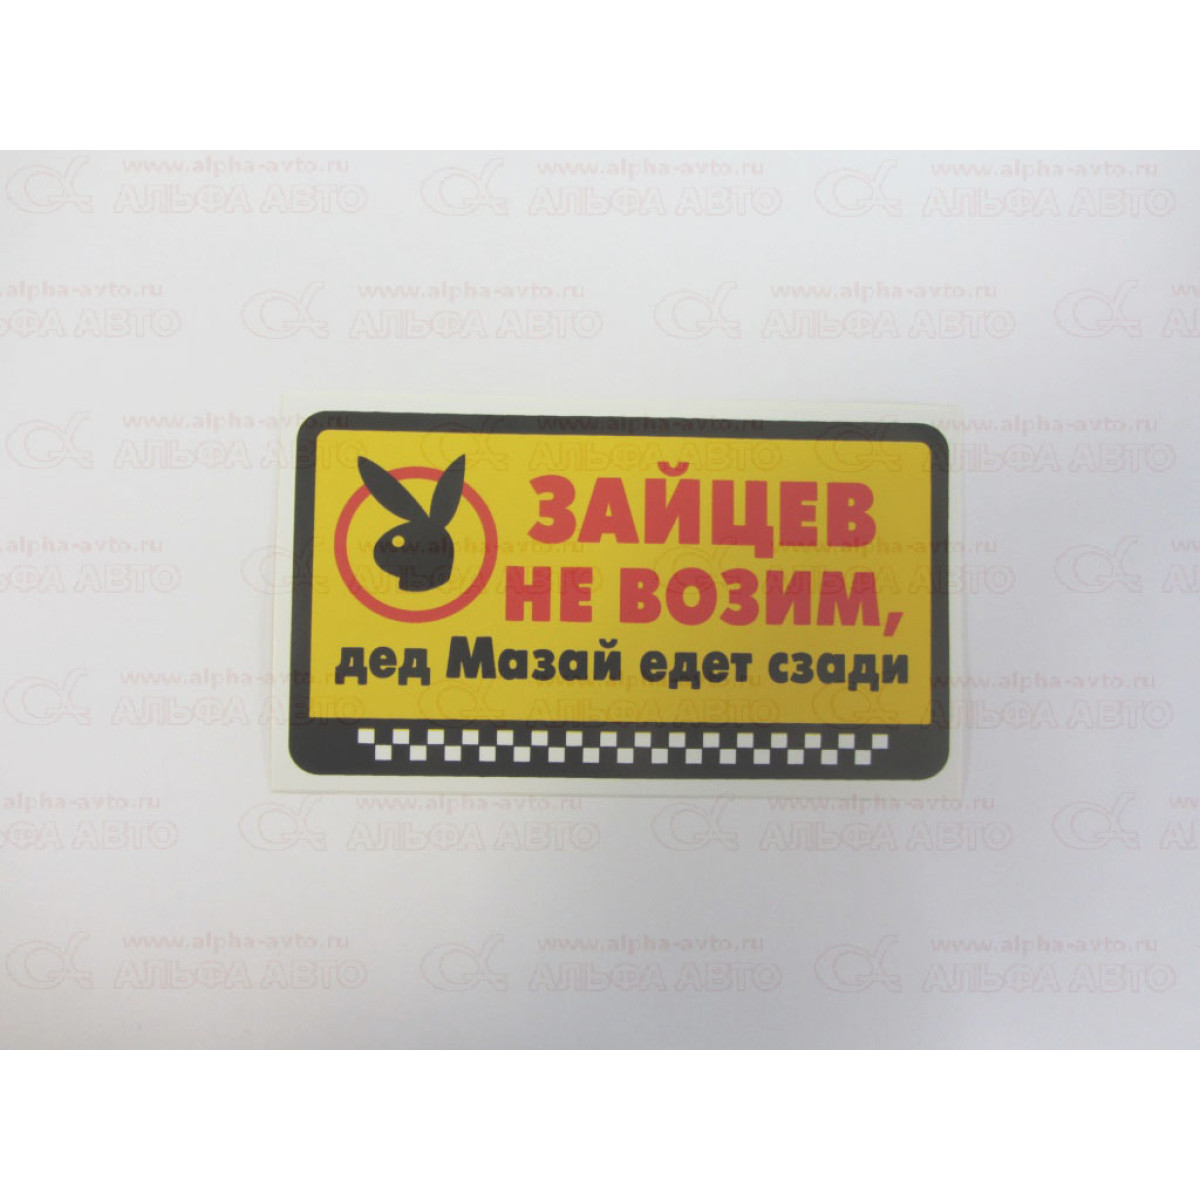 ЗАЙЦЕВ
НЕ ВОЗИМ,
дед Мазай едет сзади
www.alpha-avto.ru
АЛЬФА АВТО